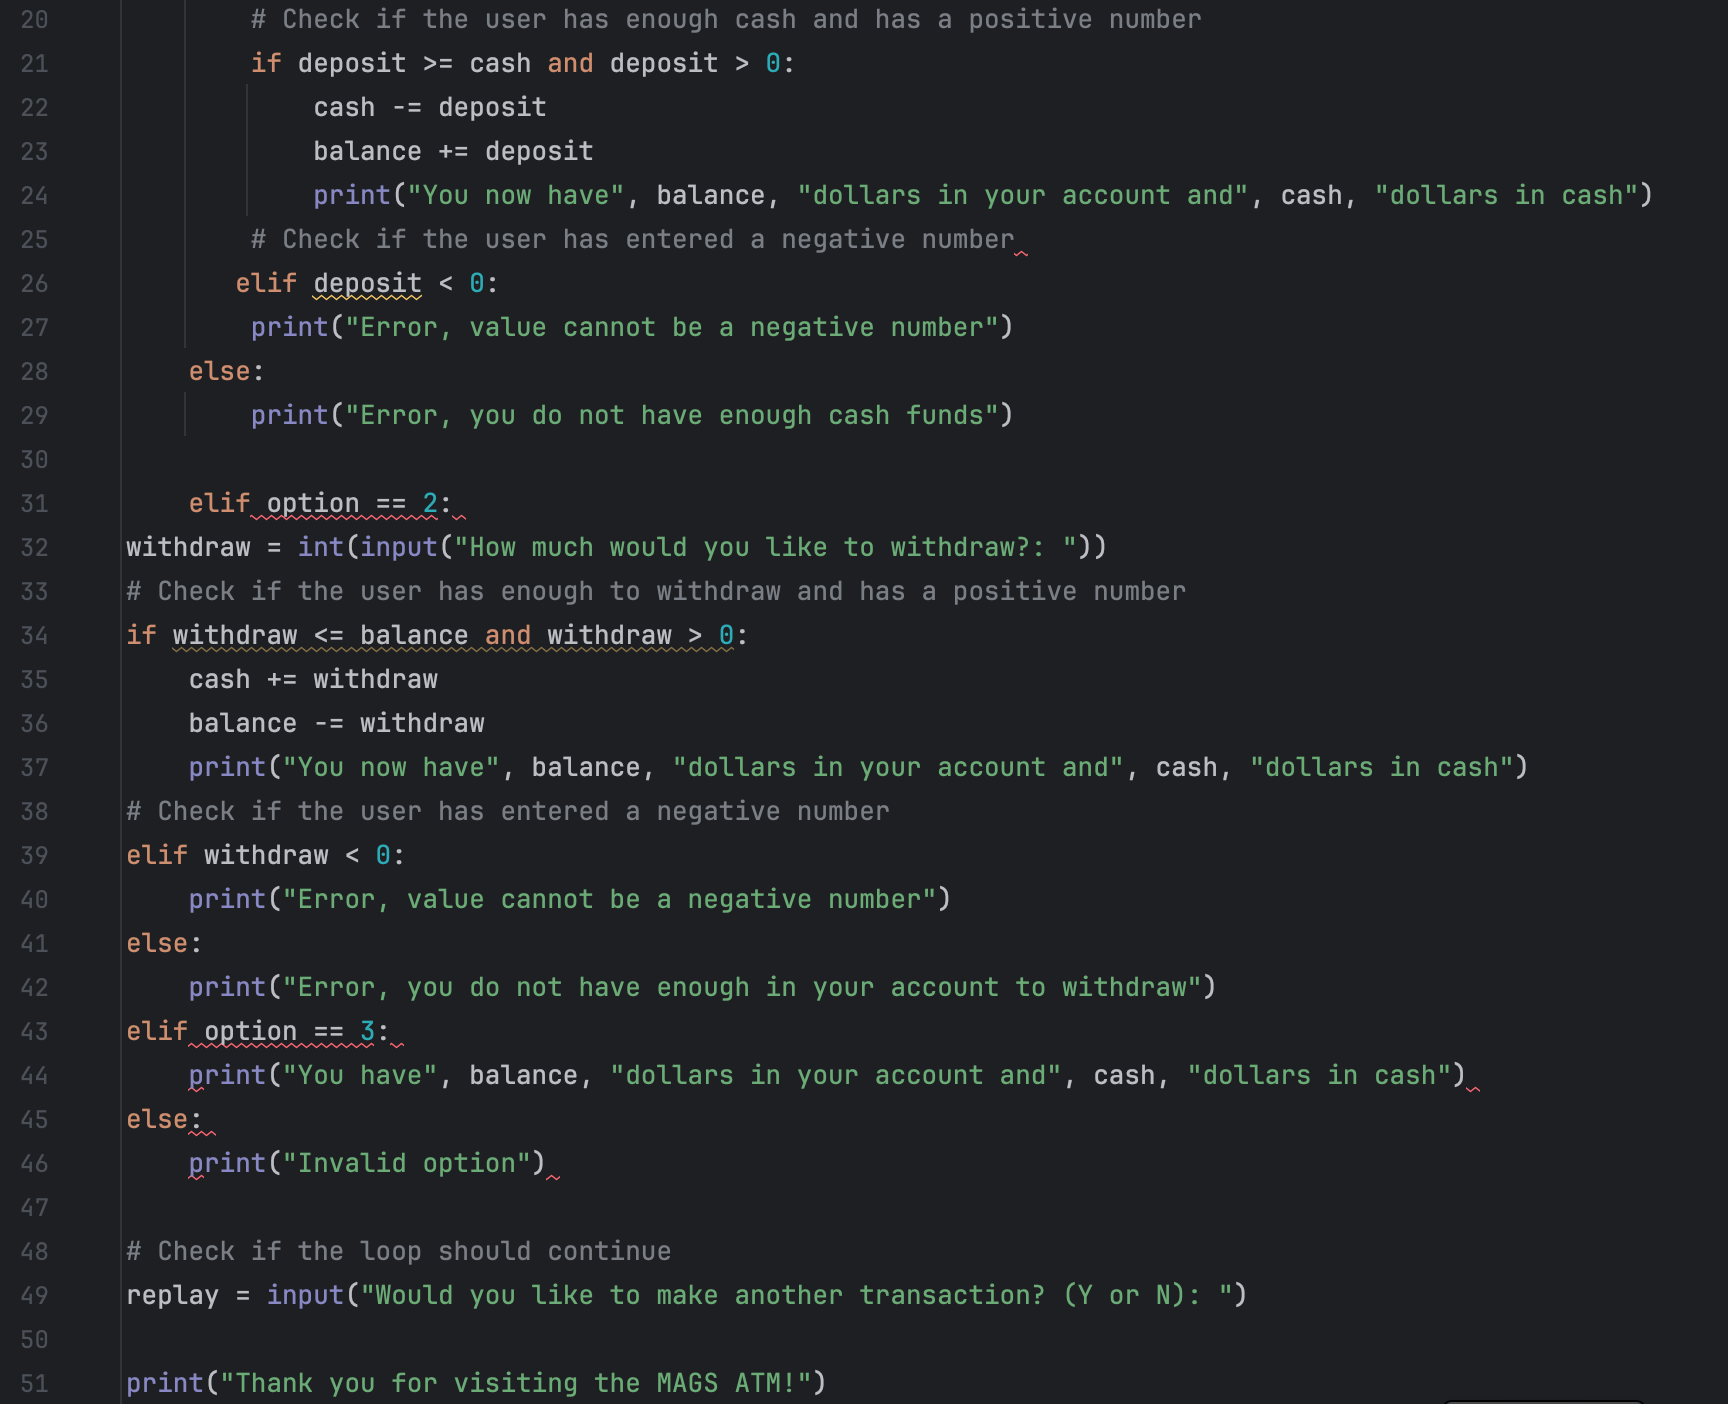 20 # Check if the user has enough cash and has a positive number
21 if deposit >= cash and deposit > 0:
22 cash -= deposit
23 balance += deposit
24 print("You now have", balance, "dollars in your account and", cash, "dollars in cash")
25 # Check if the user has entered a negative number
26 elif deposit < 0:
27 print("Error, value cannot be a negative number")
28 else:
29 print("Error, you do not have enough cash funds")
30
31 elif option == 2:
32 withdraw = int(input("How much would you like to withdraw?: "))
33 # Check if the user has enough to withdraw and has a positive number
34 if withdraw <= balance and withdraw > 0:
35 cash += withdraw
36 balance -= withdraw
37 print("You now have", balance, "dollars in your account and", cash, "dollars in cash")
38 # Check if the user has entered a negative number
39 elif withdraw < 0:
40 print("Error, value cannot be a negative number")
41 else:
42 print("Error, you do not have enough in your account to withdraw")
43 elif option == 3:
44 print("You have", balance, "dollars in your account and", cash, "dollars in cash")
45 else:
46 print("Invalid option")
47
48 # Check if the loop should continue
49 replay = input("Would you like to make another transaction? (Y or N): ")
50
51 print("Thank you for visiting the MAGS ATM!")